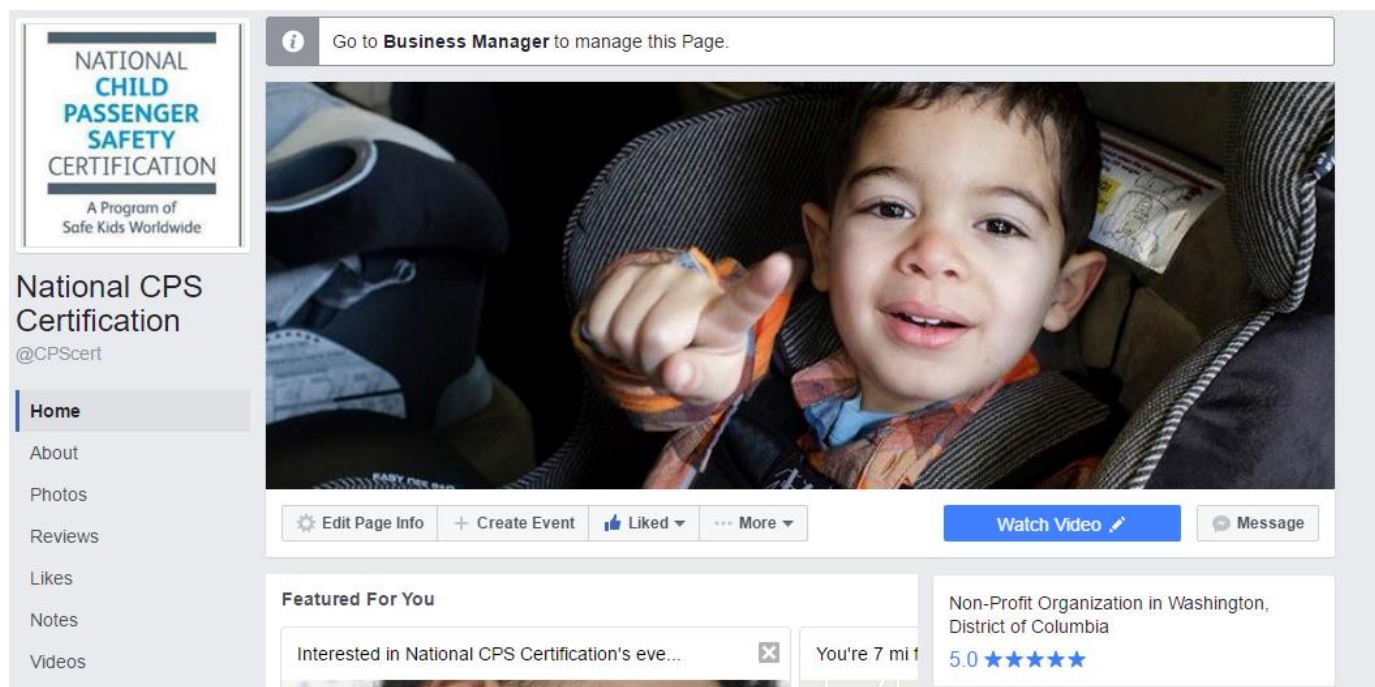 NATIONAL
CHILD
PASSENGER
SAFETY
CERTIFICATION
A Program of
Safe Kids Worldwide
National CPS
Certification
@CPScert
Home
About
Photos
Reviews
Likes
Notes
Videos
i Go to Business Manager to manage this Page.
EASY
Edit Page Info + Create Event Liked ··· More
Watch Video Message
Featured For You
Interested in National CPS Certification's eve...
You're 7 mi f
Non-Profit Organization in Washington,
District of Columbia
5.0 ★★★★★